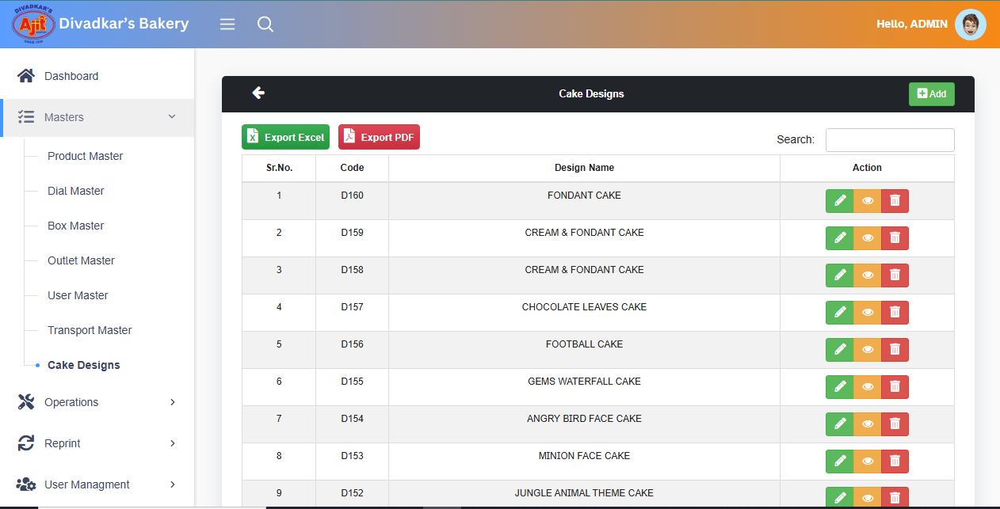 DIVADKAR'S
Ajit
SINCE 1939
Divadkar's Bakery
Hello, ADMIN
Dashboard
Masters
Product Master
Dial Master
Box Master
Outlet Master
User Master
Transport Master
Cake Designs
Operations
Reprint
User Managment
Cake Designs
Add
Export Excel
Export PDF
Search:
Sr.No. Code Design Name Action
1 D160 FONDANT CAKE
2 D159 CREAM & FONDANT CAKE
3 D158 CREAM & FONDANT CAKE
4 D157 CHOCOLATE LEAVES CAKE
5 D156 FOOTBALL CAKE
6 D155 GEMS WATERFALL CAKE
7 D154 ANGRY BIRD FACE CAKE
8 D153 MINION FACE CAKE
9 D152 JUNGLE ANIMAL THEME CAKE